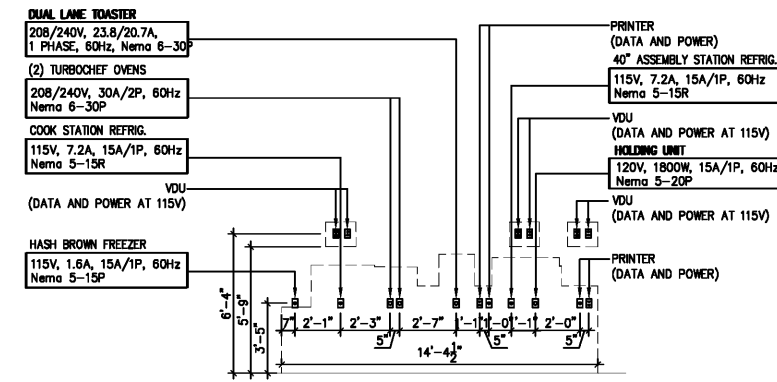 DUAL LANE TOASTER
208/240V, 23.8/20.7A,
1 PHASE, 60Hz, Nema 6-30P
(2) TURBOCHEF OVENS
208/240V, 30A/2P, 60Hz
Nema 6-30P
COOK STATION REFRIG.
115V, 7.2A, 15A/1P, 60Hz
Nema 5-15R
VDU
(DATA AND POWER AT 115V)
HASH BROWN FREEZER
115V, 1.6A, 15A/1P, 60Hz
Nema 5-15P
PRINTER
(DATA AND POWER)
40" ASSEMBLY STATION REFRIG.
115V, 7.2A, 15A/1P, 60Hz
Nema 5-15R
VDU
(DATA AND POWER AT 115V)
HOLDING UNIT
120V, 1800W, 15A/1P, 60Hz
Nema 5-20P
VDU
(DATA AND POWER AT 115V)
PRINTER
(DATA AND POWER)
6'-4"
5'-9"
3'-5"
7"
2'-1"
2'-3"
5"
2'-7"
1'-1"
5"
1'-0"
1'-1"
2'-0"
5"
14'-4 1/2"